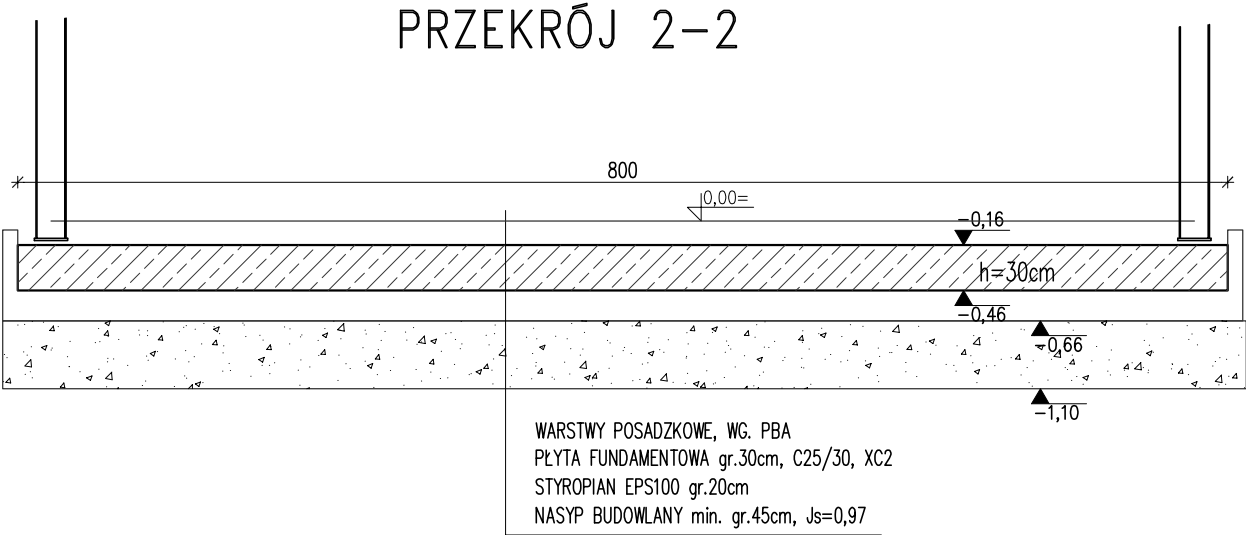 PRZEKRÓJ 2-2
800
0,00=
-0,16
h=30cm
-0,46
-0,66
-1,10
WARSTWY POSADZKOWE, WG. PBA
PŁYTA FUNDAMENTOWA gr.30cm, C25/30, XC2
STYROPIAN EPS100 gr.20cm
NASYP BUDOWLANY min. gr.45cm, Js=0,97